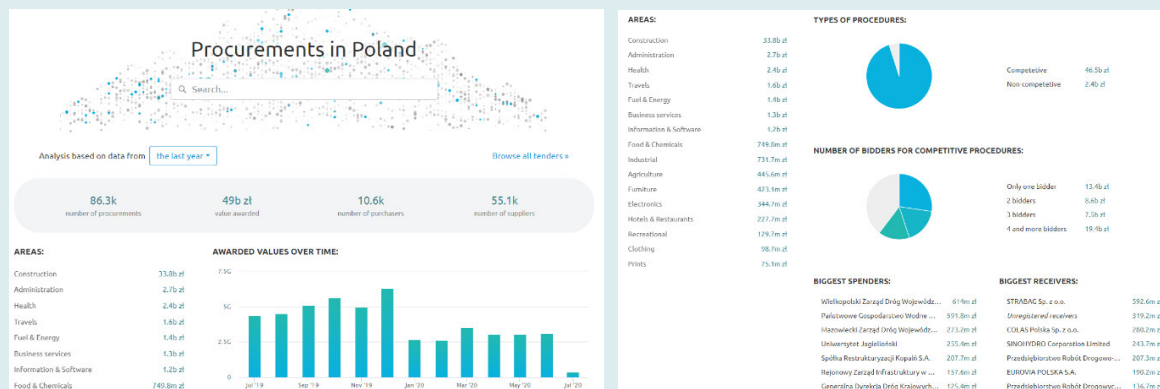 Procurements in Poland
Search...
Analysis based on data from the last year
Browse all tenders »
86.3k 49b zł 10.6k 55.1k
number of procurements value awarded number of purchasers number of suppliers
AREAS:
Construction 33.8b zł
Administration 2.7b zł
Health 2.4b zł
Travels 1.6b zł
Fuel & Energy 1.4b zł
Business services 1.3b zł
Information & Software 1.2b zł
Food & Chemicals 749.8m zł
AWARDED VALUES OVER TIME:
7.5G
5G
2.5G
0
Jul '19 Sep '19 Nov '19 Jan '20 Mar '20 May '20 Jul '20
AREAS:
Construction 33.8b zł
Administration 2.7b zł
Health 2.4b zł
Travels 1.6b zł
Fuel & Energy 1.4b zł
Business services 1.3b zł
Information & Software 1.2b zł
Food & Chemicals 749.8m zł
Industrial 731.7m zł
Agriculture 445.6m zł
Furniture 423.1m zł
Electronics 344.7m zł
Hotels & Restaurants 227.7m zł
Recreational 129.7m zł
Clothing 98.7m zł
Prints 75.1m zł
TYPES OF PROCEDURES:
Competetive 46.5b zł
Non-competetive 2.4b zł
NUMBER OF BIDDERS FOR COMPETITIVE PROCEDURES:
Only one bidder 13.4b zł
2 bidders 8.6b zł
3 bidders 7.5b zł
4 and more bidders 19.4b zł
BIGGEST SPENDERS:
Wielkopolski Zarząd Dróg Wojewódz... 614m zł
Państwowe Gospodarstwo Wodne ... 591.8m zł
Mazowiecki Zarząd Dróg Wojewódz... 273.2m zł
Uniwersytet Jagielloński 255.4m zł
Spółka Restrukturyzacji Kopalń S.A. 207.7m zł
Rejonowy Zarząd Infrastruktury w ... 157.6m zł
Generalna Dyrekcja Dróg Krajowych... 125.4m zł
BIGGEST RECEIVERS:
STRABAG Sp. z o.o. 592.6m zł
Unregistered receivers 319.2m zł
COLAS Polska Sp. z o.o. 280.2m zł
SINOHYDRO Corporation Limited 243.7m zł
Przedsiębiorstwo Robót Drogowo-... 207.3m zł
EUROVIA POLSKA S.A. 190.2m zł
Przedsiębiorstwo Robót Drogowyc... 136.7m zł